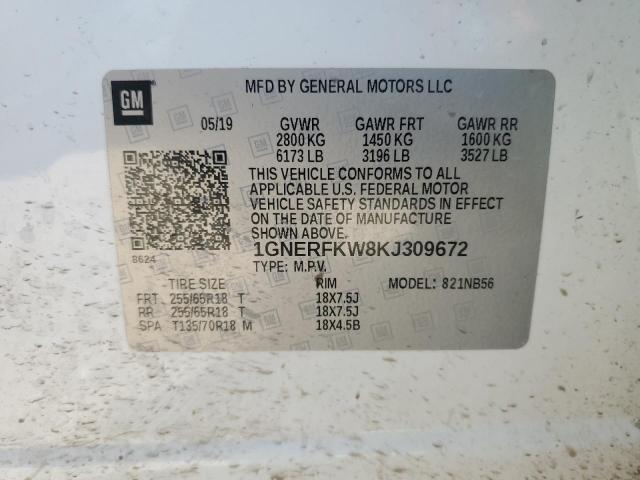 GM
MFD BY GENERAL MOTORS LLC
05/19 GVWR GAWR FRT GAWR RR
2800 KG 1450 KG 1600 KG
6173 LB 3196 LB 3527 LB
THIS VEHICLE CONFORMS TO ALL
APPLICABLE U.S. FEDERAL MOTOR
VEHICLE SAFETY STANDARDS IN EFFECT
ON THE DATE OF MANUFACTURE
SHOWN ABOVE.
8624
1GNERFKW8KJ309672
TYPE: M.P.V.
TIRE SIZE RIM MODEL: 821NB56
FRT 255/65R18 T 18X7.5J
RR 255/65R18 T 18X7.5J
SPA T135/70R18 M 18X4.5B